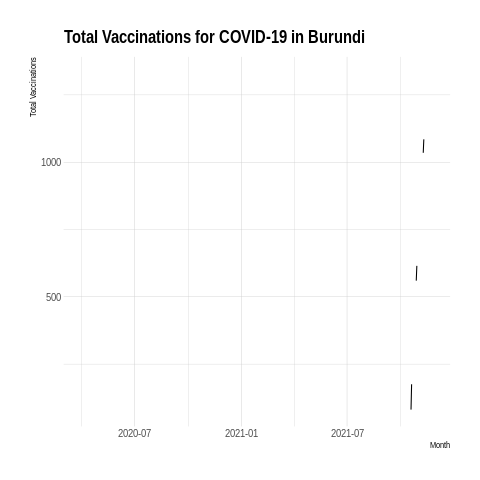 Total Vaccinations for COVID-19 in Burundi
Total Vaccinations
1000
500
2020-07 2021-01 2021-07
Month